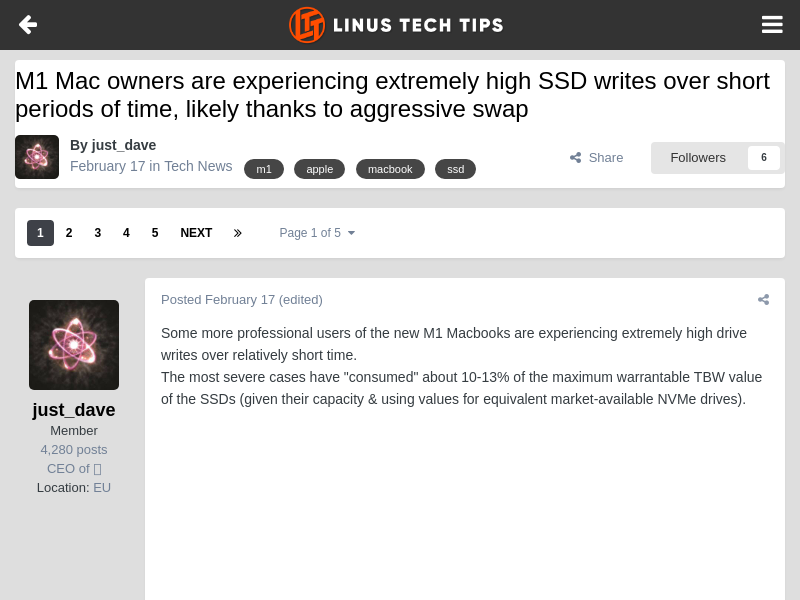 LINUS TECH TIPS
M1 Mac owners are experiencing extremely high SSD writes over short
periods of time, likely thanks to aggressive swap
By just_dave
February 17 in Tech News
m1
apple
macbook
ssd
Share
Followers
6
1
2
3
4
5
NEXT
»
Page 1 of 5
Posted February 17 (edited)
Some more professional users of the new M1 Macbooks are experiencing extremely high drive
writes over relatively short time.
The most severe cases have "consumed" about 10-13% of the maximum warrantable TBW value
of the SSDs (given their capacity & using values for equivalent market-available NVMe drives).
just_dave
Member
4,280 posts
CEO of
Location: EU